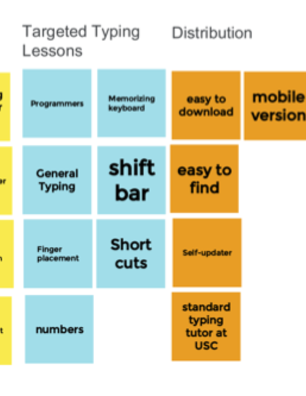 Targeted Typing
Lessons
Distribution
Programmers
Memorizing
keyboard
easy to
download
mobile
version
General
Typing
shift
bar
easy to
find
Finger
placement
Short
cuts
Self-updater
numbers
standard
typing
tutor at
USC